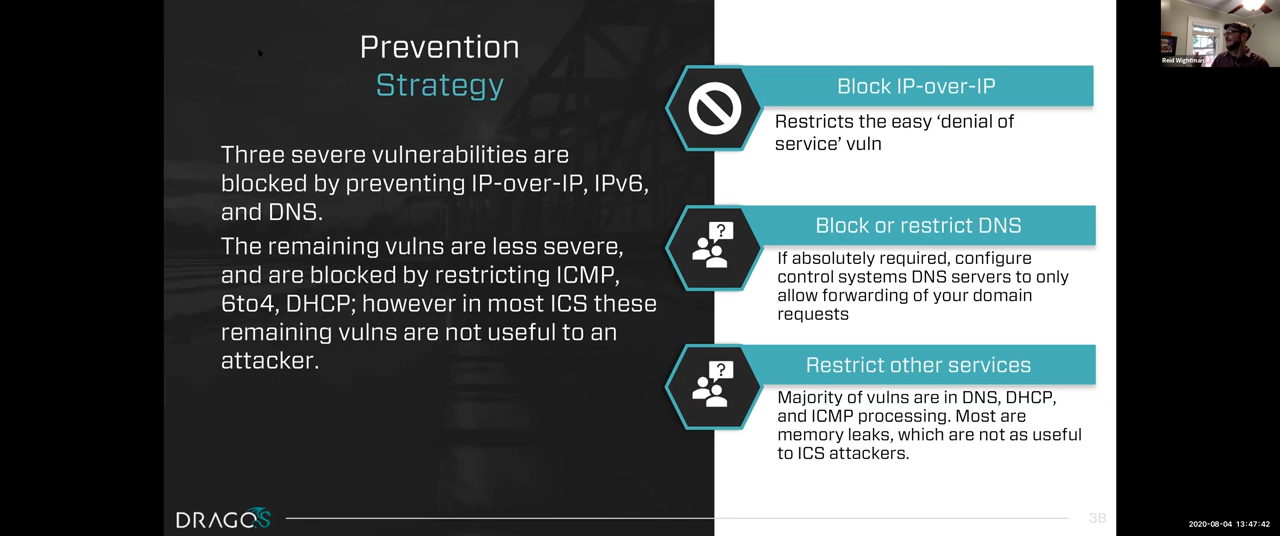 Prevention
Strategy
Three severe vulnerabilities are
blocked by preventing IP-over-IP, IPv6,
and DNS.
The remaining vulns are less severe,
and are blocked by restricting ICMP,
6to4, DHCP; however in most ICS these
remaining vulns are not useful to an
attacker.
Block IP-over-IP
Restricts the easy ‘denial of
service’ vuln
Block or restrict DNS
If absolutely required, configure
control systems DNS servers to only
allow forwarding of your domain
requests
Restrict other services
Majority of vulns are in DNS, DHCP,
and ICMP processing. Most are
memory leaks, which are not as useful
to ICS attackers.
DRAGOS
38
Reid Wightman
2020-08-04 13:47:42